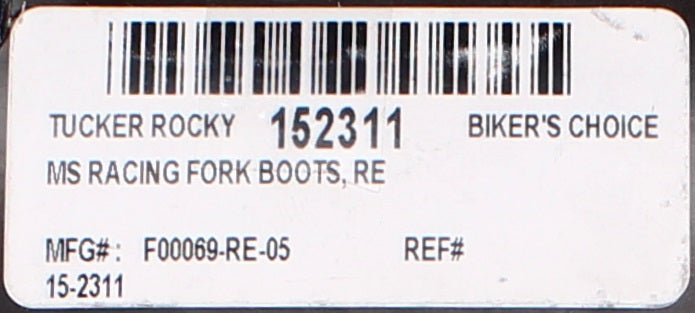 TUCKER ROCKY 152311 BIKER'S CHOICE
MS RACING FORK BOOTS, RE
MFG#: F00069-RE-05 REF#
15-2311